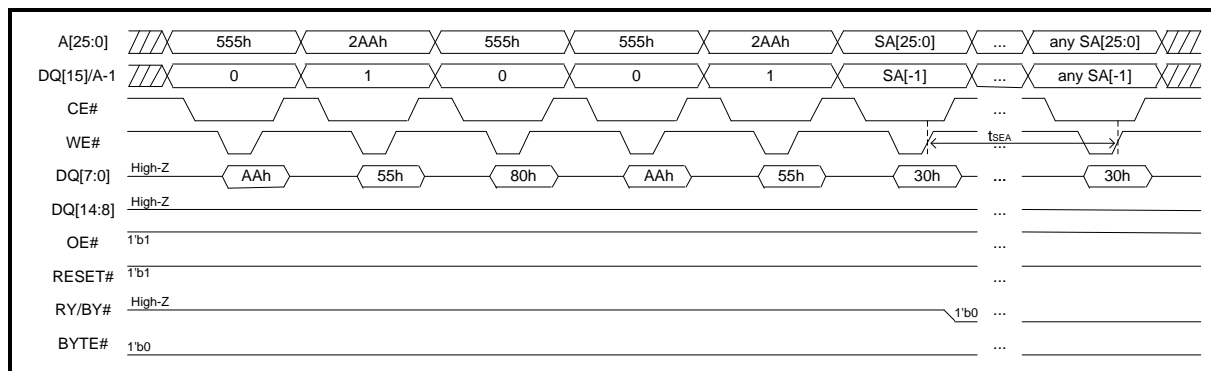 A[25:0] 555h 2AAh 555h 555h 2AAh SA[25:0] ... any SA[25:0]
DQ[15]/A-1 0 1 0 0 1 SA[-1] ... any SA[-1]
CE# ...
WE# tSEA ...
DQ[7:0] High-Z AAh 55h 80h AAh 55h 30h ... 30h
DQ[14:8] High-Z ...
OE# 1'b1 ...
RESET# 1'b1 ...
RY/BY# High-Z 1'b0 ...
BYTE# 1'b0 ...